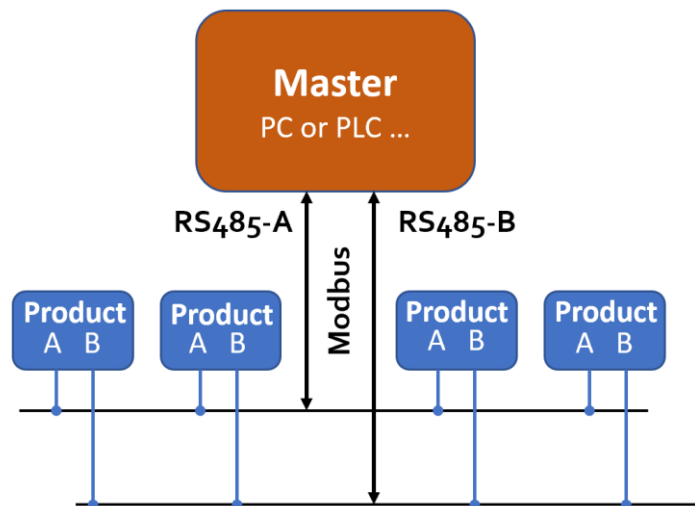 Master
PC or PLC ...
RS485-A
RS485-B
Modbus
Product
A B
Product
A B
Product
A B
Product
A B